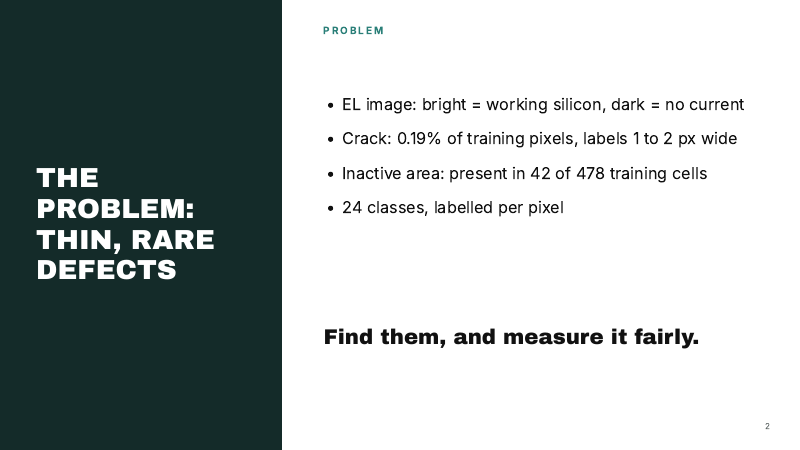 THE
PROBLEM:
THIN, RARE
DEFECTS
PROBLEM
• EL image: bright = working silicon, dark = no current
• Crack: 0.19% of training pixels, labels 1 to 2 px wide
• Inactive area: present in 42 of 478 training cells
• 24 classes, labelled per pixel
Find them, and measure it fairly.
2